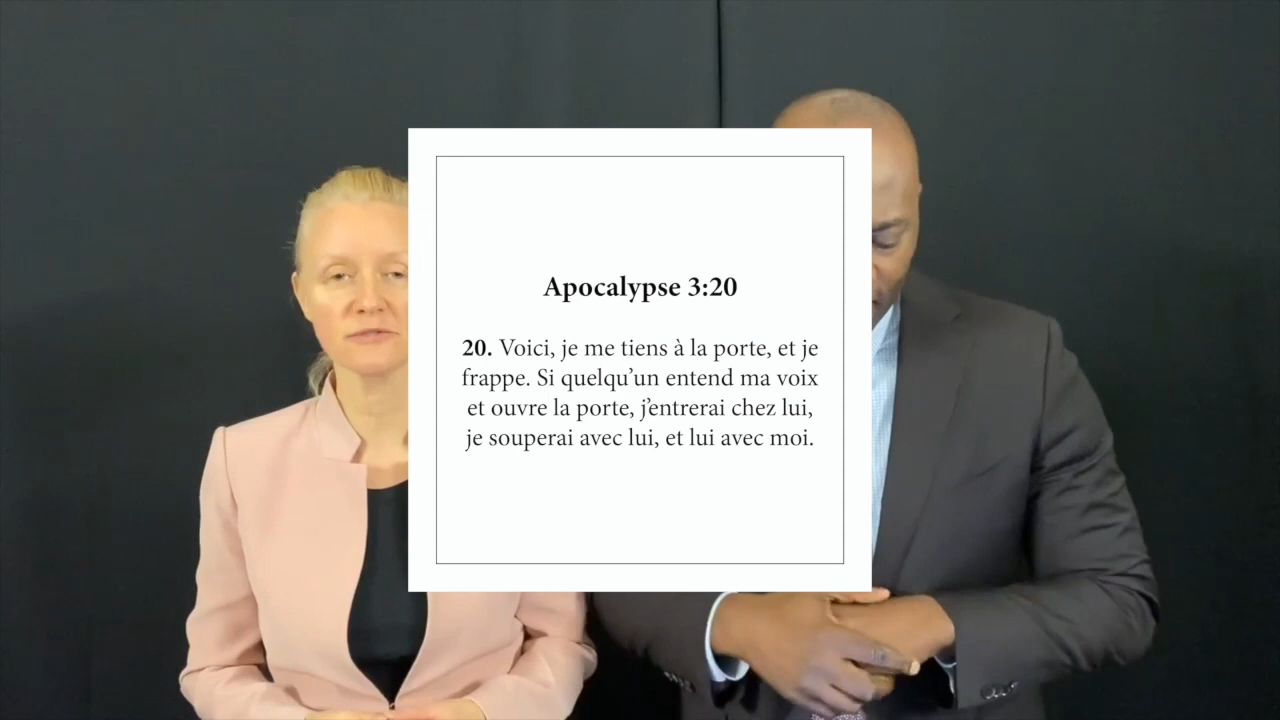 Apocalypse 3:20
20. Voici, je me tiens à la porte, et je
frappe. Si quelqu’un entend ma voix
et ouvre la porte, j’entrerai chez lui,
je souperai avec lui, et lui avec moi.